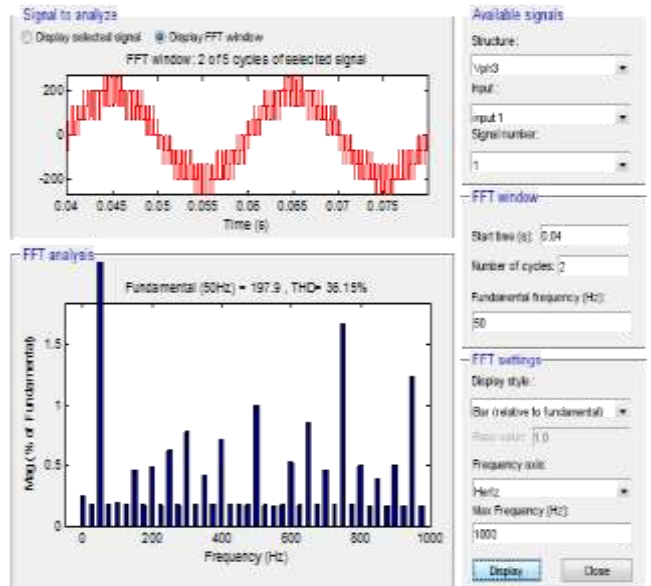 Signal to analyze
Display selected signal
Display FFT window
FFT window: 2 of 5 cycles of selected signal
200
0
-200
0.04 0.045 0.05 0.055 0.06 0.065 0.07 0.075
Time (s)
FFT analysis
Fundamental (50Hz) = 197.9 , THD= 36.15%
1.5
1
0.5
0
Mag (% of Fundamental)
0 200 400 600 800 1000
Frequency (Hz)
Available signals
Structure :
Vph3
Input :
input 1
Signal number:
1
FFT window
Start time (s): 0.04
Number of cycles: 2
Fundamental frequency (Hz):
50
FFT settings
Display style :
Bar (relative to fundamental)
Base value: 1.0
Frequency axis:
Hertz
Max Frequency (Hz):
1000
Display
Close